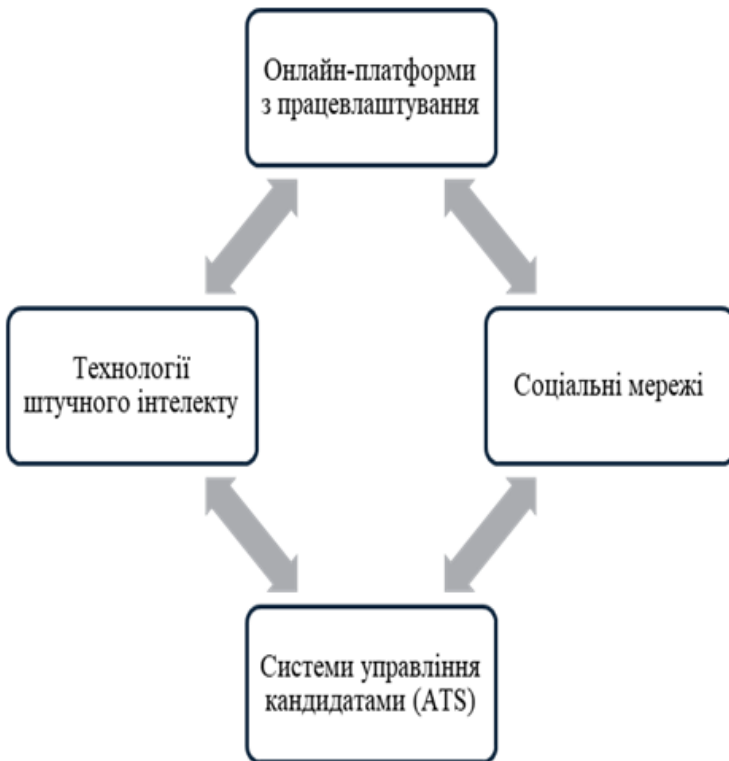 Онлайн-платформи
з працевлаштування
Технології
штучного інтелекту
Соціальні мережі
Системи управління
кандидатами (ATS)